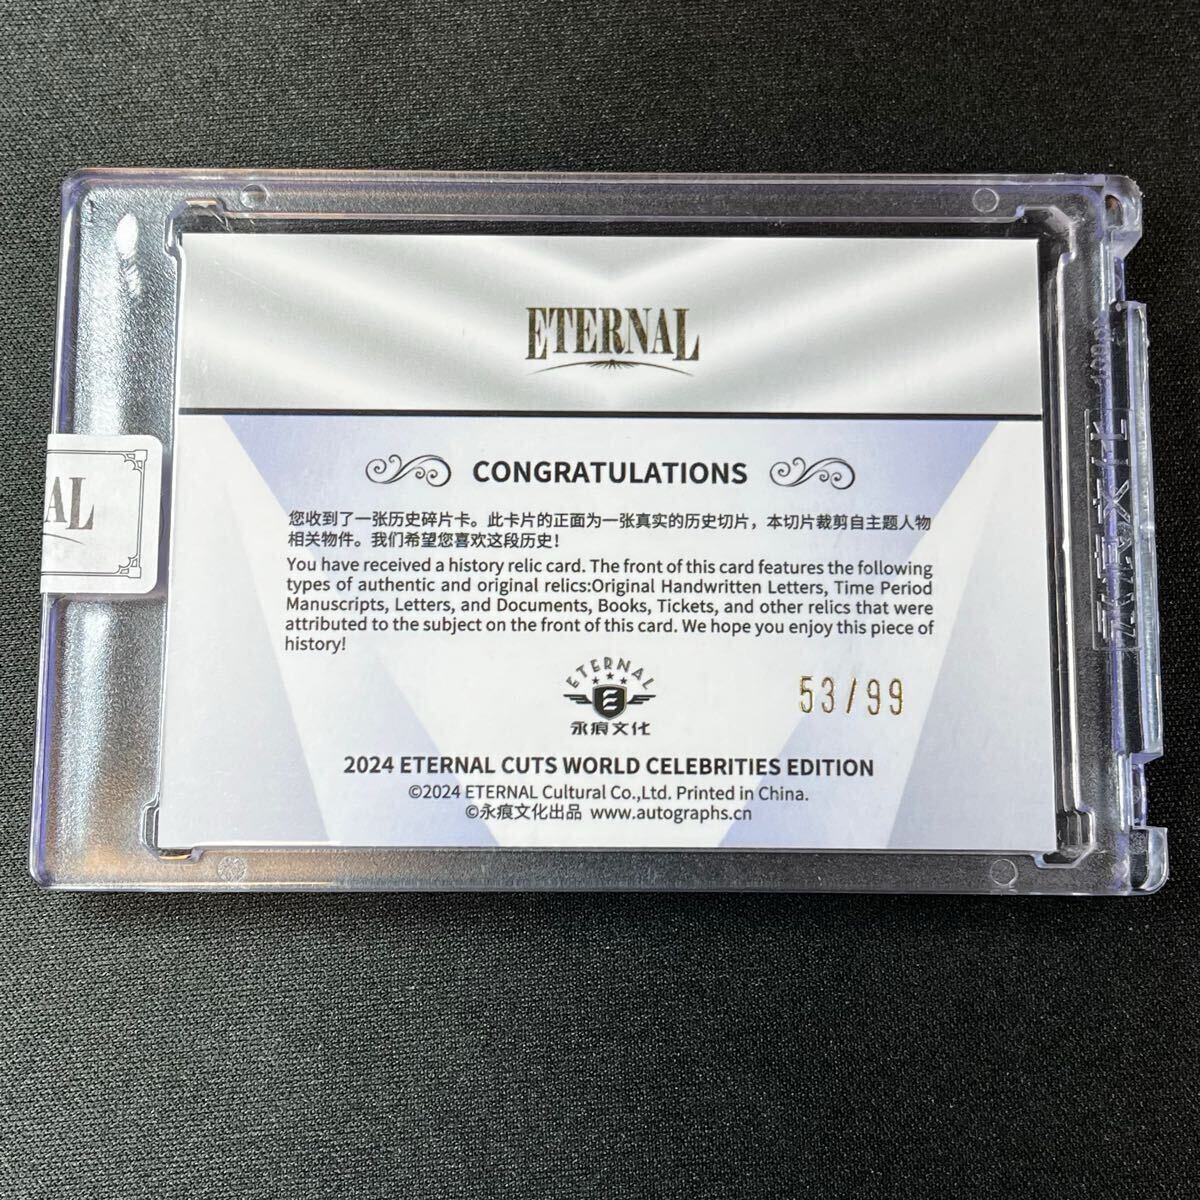 ETERNAL
CONGRATULATIONS
您收到了一张历史碎片卡。此卡片的正面为一张真实的历史切片，本切片裁剪自主题人物
相关物件。我们希望您喜欢这段历史！
You have received a history relic card. The front of this card features the following
types of authentic and original relics:Original Handwritten Letters, Time Period
Manuscripts, Letters, and Documents, Books, Tickets, and other relics that were
attributed to the subject on the front of this card. We hope you enjoy this piece of
history!
ETERNAL
永痕文化
53/99
2024 ETERNAL CUTS WORLD CELEBRITIES EDITION
©2024 ETERNAL Cultural Co.,Ltd. Printed in China.
©永痕文化出品 www.autographs.cn
AL
永痕文化